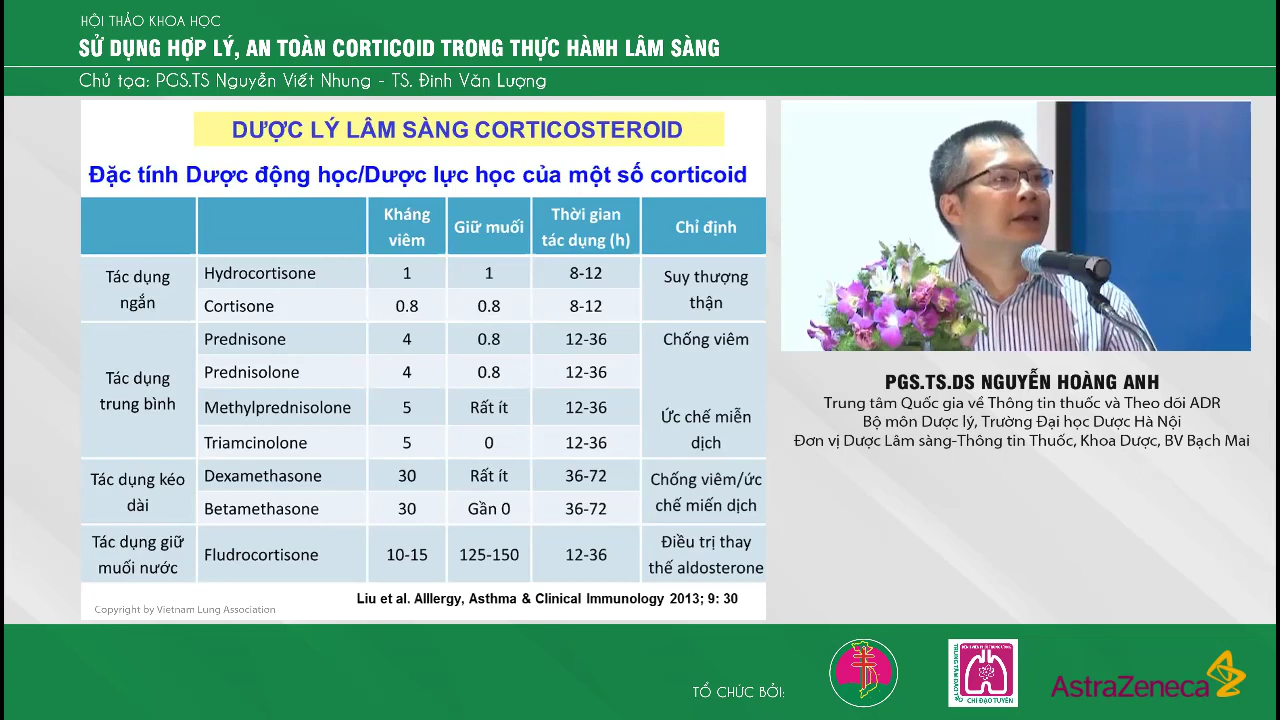 HỘI THẢO KHOA HỌC
SỬ DỤNG HỢP LÝ, AN TOÀN CORTICOID TRONG THỰC HÀNH LÂM SÀNG
Chủ tọa: PGS.TS Nguyễn Viết Nhung - TS. Đinh Văn Lượng
DƯỢC LÝ LÂM SÀNG CORTICOSTEROID
Đặc tính Dược động học/Dược lực học của một số corticoid
Kháng viêm Giữ muối Thời gian tác dụng (h) Chỉ định
Tác dụng ngắn
Hydrocortisone 1 1 8-12
Suy thượng thận
Cortisone 0.8 0.8 8-12
Tác dụng trung bình
Prednisone 4 0.8 12-36
Chống viêm
Prednisolone 4 0.8 12-36
Methylprednisolone 5 Rất ít 12-36
Ức chế miễn dịch
Triamcinolone 5 0 12-36
Tác dụng kéo dài
Dexamethasone 30 Rất ít 36-72
Chống viêm/ức chế miến dịch
Betamethasone 30 Gần 0 36-72
Tác dụng giữ muối nước
Fludrocortisone 10-15 125-150 12-36
Điều trị thay thế aldosterone
Liu et al. Alllergy, Asthma & Clinical Immunology 2013; 9: 30
Copyright by Vietnam Lung Association
PGS.TS.DS NGUYỄN HOÀNG ANH
Trung tâm Quốc gia về Thông tin thuốc và Theo dõi ADR
Bộ môn Dược lý, Trường Đại học Dược Hà Nội
Đơn vị Dược Lâm sàng-Thông tin Thuốc, Khoa Dược, BV Bạch Mai
TỔ CHỨC BỞI:
CHỈ ĐẠO TUYẾN
AstraZeneca